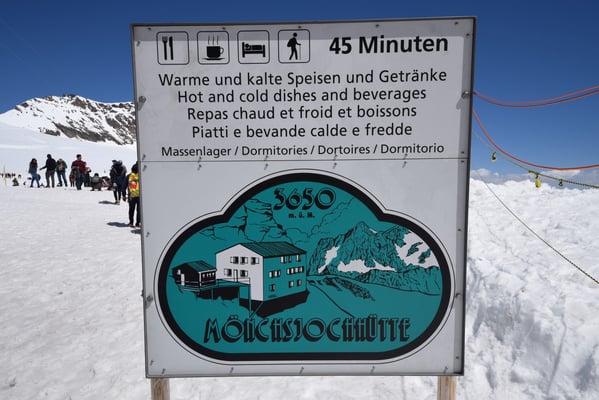 45 Minuten
Warme und kalte Speisen und Getränke
Hot and cold dishes and beverages
Repas chaud et froid et boissons
Piatti e bevande calde e fredde
Massenlager / Dormitories / Dortoires / Dormitorio
3650
m. ü. M.
MÖNCHSJOCHHÜTTE